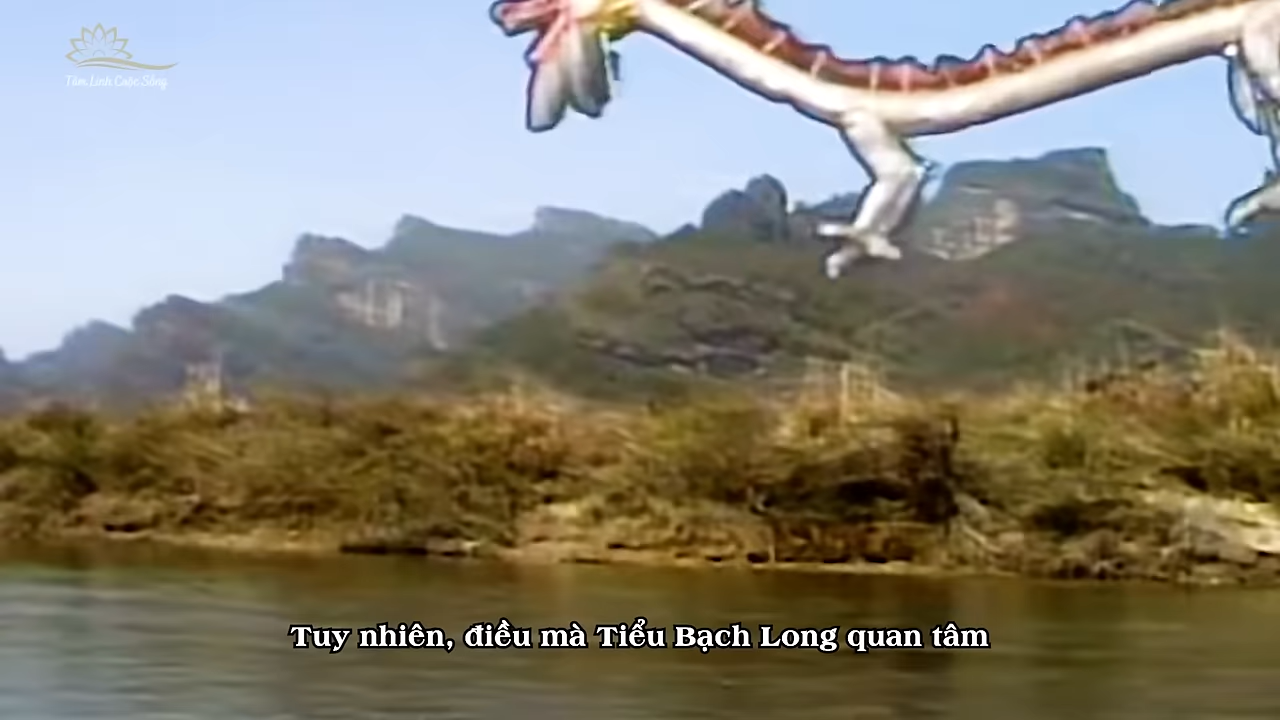 Tâm Linh Cuộc Sống
Tuy nhiên, điều mà Tiểu Bạch Long quan tâm